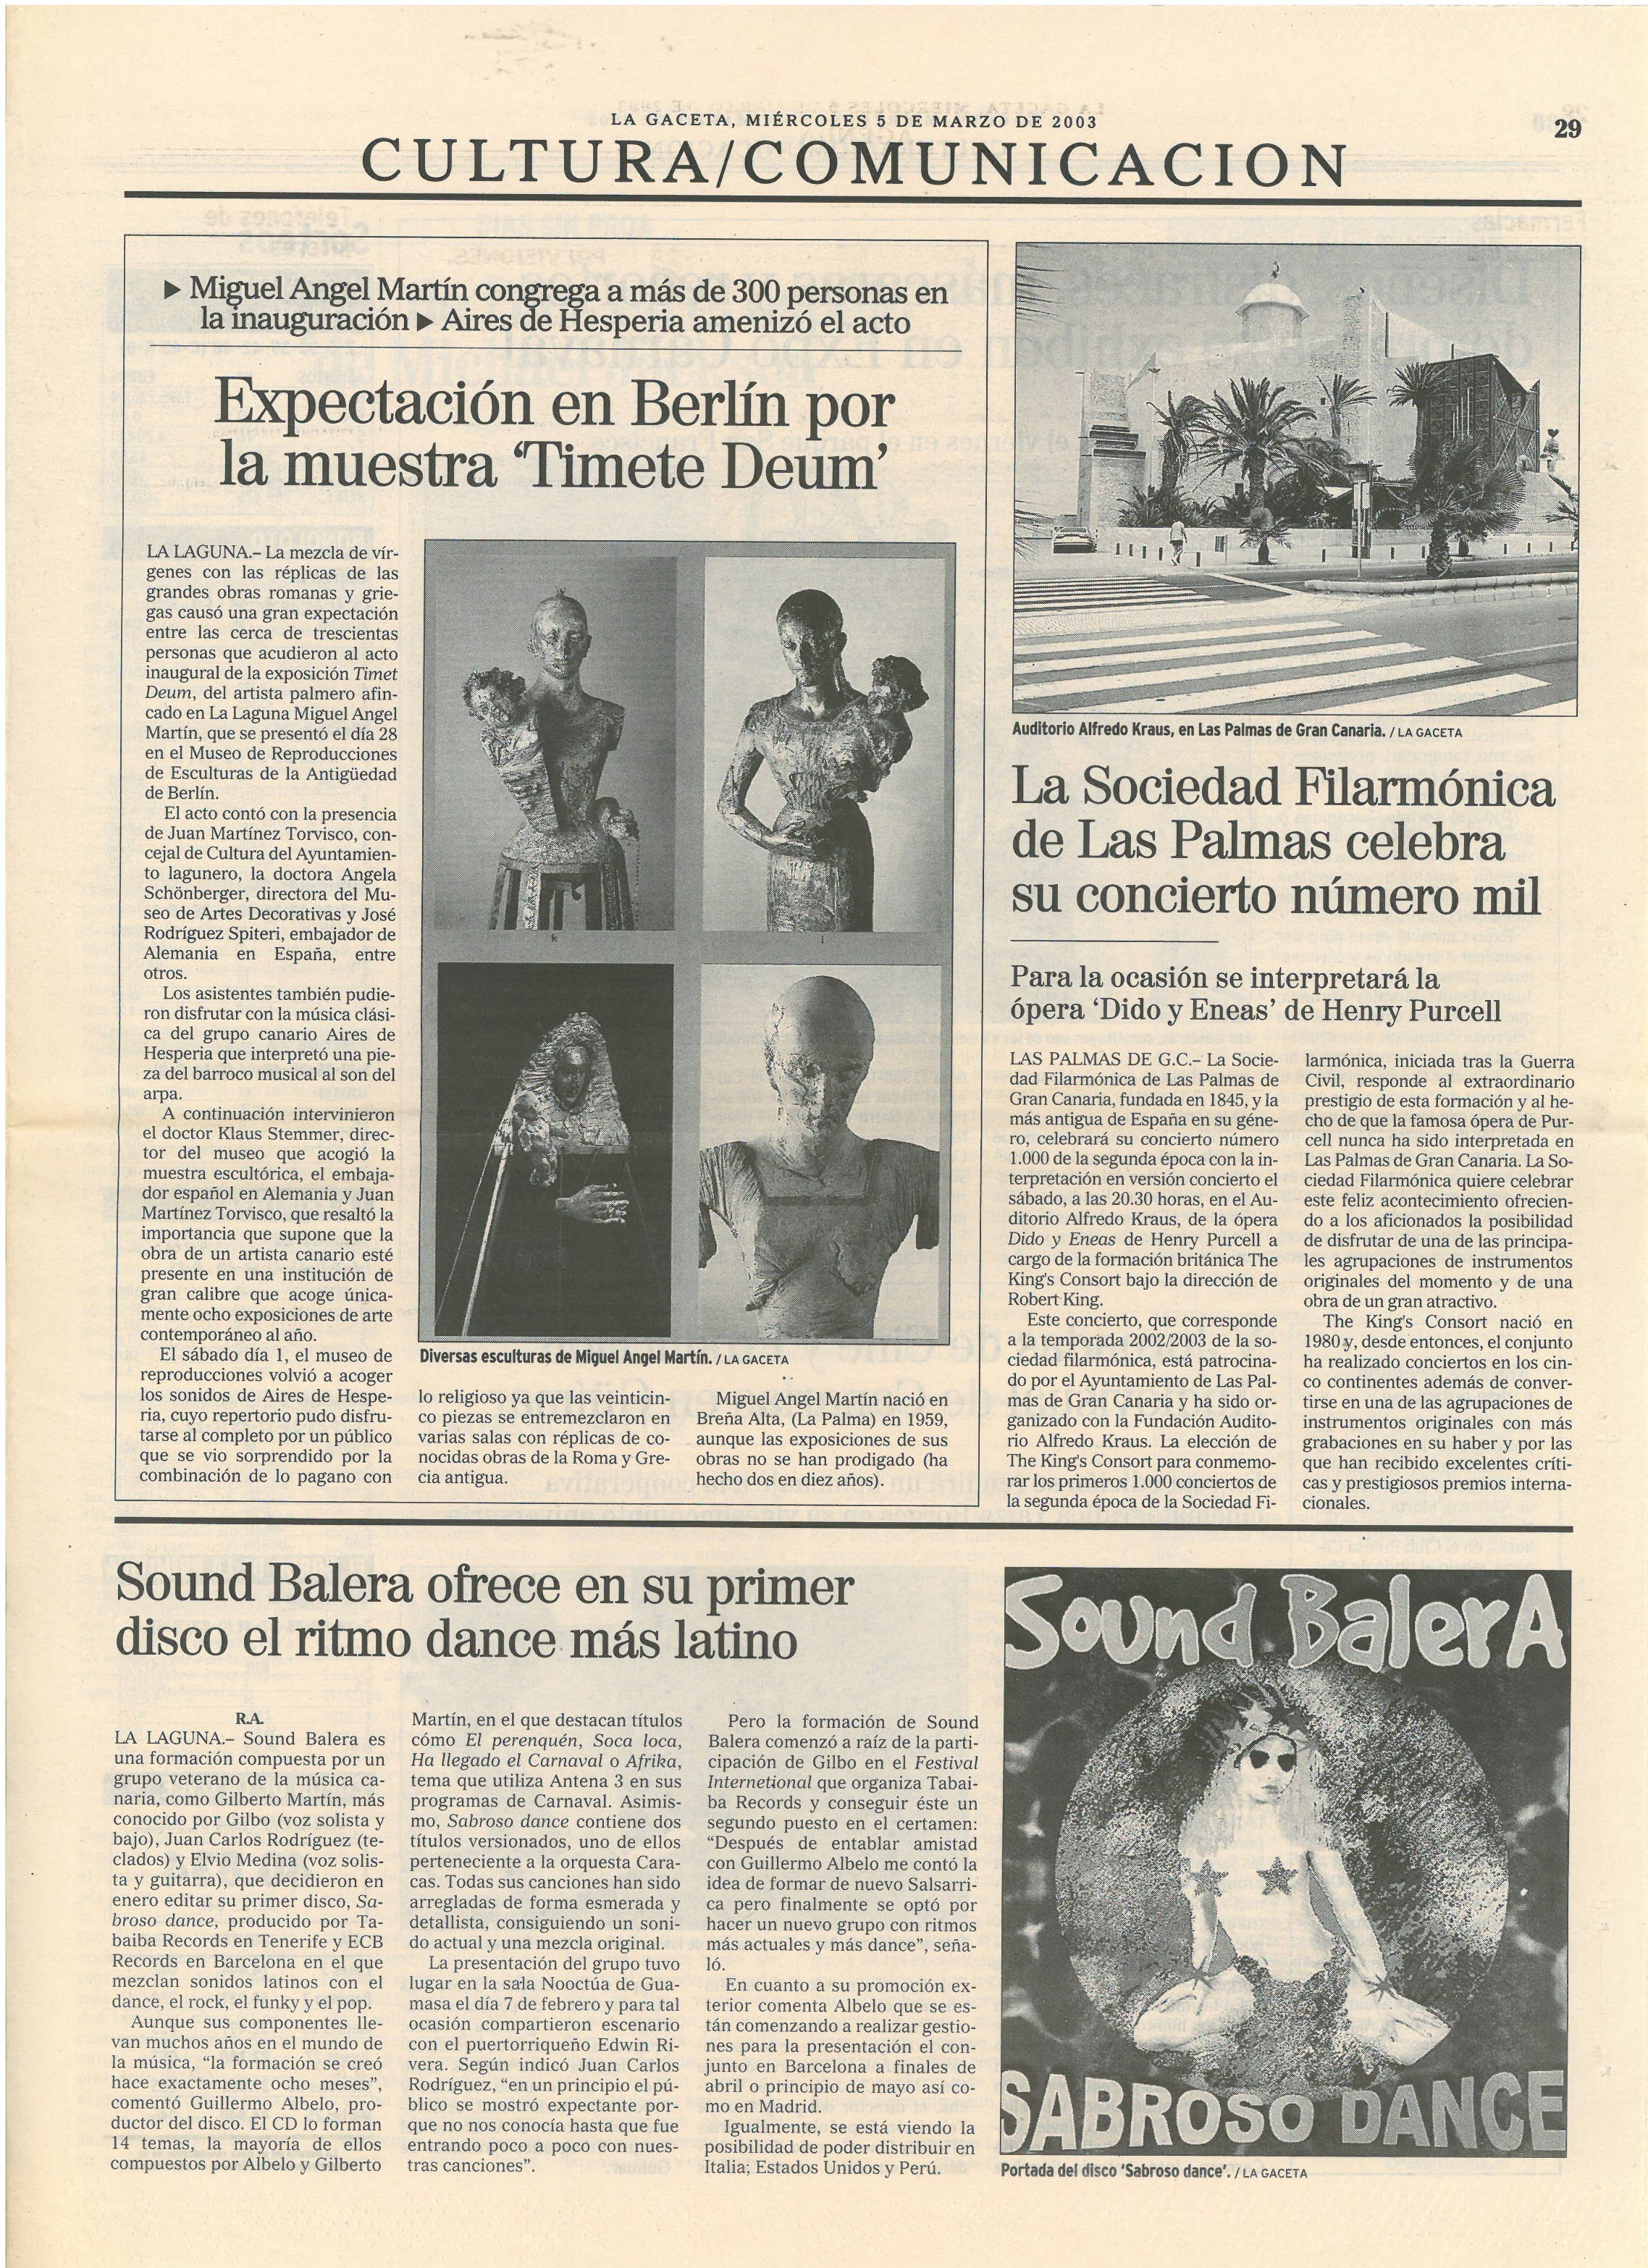 LA GACETA, MIÉRCOLES 5 DE MARZO DE 2003
29
CULTURA/COMUNICACION
▶ Miguel Angel Martín congrega a más de 300 personas en
la inauguración ▶ Aires de Hesperia amenizó el acto
Expectación en Berlín por
la muestra ‘Timete Deum’
LA LAGUNA.– La mezcla de vír-
genes con las réplicas de las
grandes obras romanas y grie-
gas causó una gran expectación
entre las cerca de trescientas
personas que acudieron al acto
inaugural de la exposición Timet
Deum, del artista palmero afin-
cado en La Laguna Miguel Angel
Martín, que se presentó el día 28
en el Museo de Reproducciones
de Esculturas de la Antigüedad
de Berlín.
El acto contó con la presencia
de Juan Martínez Torvisco, con-
cejal de Cultura del Ayuntamien-
to lagunero, la doctora Angela
Schönberger, directora del Mu-
seo de Artes Decorativas y José
Rodríguez Spiteri, embajador de
Alemania en España, entre
otros.
Los asistentes también pudie-
ron disfrutar con la música clási-
ca del grupo canario Aires de
Hesperia que interpretó una pie-
za del barroco musical al son del
arpa.
A continuación intervinieron
el doctor Klaus Stemmer, direc-
tor del museo que acogió la
muestra escultórica, el embaja-
dor español en Alemania y Juan
Martínez Torvisco, que resaltó la
importancia que supone que la
obra de un artista canario esté
presente en una institución de
gran calibre que acoge única-
mente ocho exposiciones de arte
contemporáneo al año.
El sábado día 1, el museo de
reproducciones volvió a acoger
los sonidos de Aires de Hespe-
ria, cuyo repertorio pudo disfru-
tarse al completo por un público
que se vio sorprendido por la
combinación de lo pagano con
k
l
Diversas esculturas de Miguel Angel Martín. / LA GACETA
lo religioso ya que las veinticin-
co piezas se entremezclaron en
varias salas con réplicas de co-
nocidas obras de la Roma y Gre-
cia antigua.
Miguel Angel Martín nació en
Breña Alta, (La Palma) en 1959,
aunque las exposiciones de sus
obras no se han prodigado (ha
hecho dos en diez años).
Auditorio Alfredo Kraus, en Las Palmas de Gran Canaria. / LA GACETA
La Sociedad Filarmónica
de Las Palmas celebra
su concierto número mil
Para la ocasión se interpretará la
ópera ‘Dido y Eneas’ de Henry Purcell
LAS PALMAS DE G.C.– La Socie-
dad Filarmónica de Las Palmas de
Gran Canaria, fundada en 1845, y la
más antigua de España en su géne-
ro, celebrará su concierto número
1.000 de la segunda época con la in-
terpretación en versión concierto el
sábado, a las 20.30 horas, en el Au-
ditorio Alfredo Kraus, de la ópera
Dido y Eneas de Henry Purcell a
cargo de la formación británica The
King's Consort bajo la dirección de
Robert King.
Este concierto, que corresponde
a la temporada 2002/2003 de la so-
ciedad filarmónica, está patrocina-
do por el Ayuntamiento de Las Pal-
mas de Gran Canaria y ha sido or-
ganizado con la Fundación Audito-
rio Alfredo Kraus. La elección de
The King's Consort para conmemo-
rar los primeros 1.000 conciertos de
la segunda época de la Sociedad Fi-
larmónica, iniciada tras la Guerra
Civil, responde al extraordinario
prestigio de esta formación y al he-
cho de que la famosa ópera de Pur-
cell nunca ha sido interpretada en
Las Palmas de Gran Canaria. La So-
ciedad Filarmónica quiere celebrar
este feliz acontecimiento ofrecien-
do a los aficionados la posibilidad
de disfrutar de una de las principa-
les agrupaciones de instrumentos
originales del momento y de una
obra de un gran atractivo.
The King's Consort nació en
1980 y, desde entonces, el conjunto
ha realizado conciertos en los cin-
co continentes además de conver-
tirse en una de las agrupaciones de
instrumentos originales con más
grabaciones en su haber y por las
que han recibido excelentes críti-
cas y prestigiosos premios interna-
cionales.
Sound Balera ofrece en su primer
disco el ritmo dance más latino
R.A.
LA LAGUNA.– Sound Balera es
una formación compuesta por un
grupo veterano de la música ca-
naria, como Gilberto Martín, más
conocido por Gilbo (voz solista y
bajo), Juan Carlos Rodríguez (te-
clados) y Elvio Medina (voz solis-
ta y guitarra), que decidieron en
enero editar su primer disco, Sa-
broso dance, producido por Ta-
baiba Records en Tenerife y ECB
Records en Barcelona en el que
mezclan sonidos latinos con el
dance, el rock, el funky y el pop.
Aunque sus componentes lle-
van muchos años en el mundo de
la música, “la formación se creó
hace exactamente ocho meses”,
comentó Guillermo Albelo, pro-
ductor del disco. El CD lo forman
14 temas, la mayoría de ellos
compuestos por Albelo y Gilberto
Martín, en el que destacan títulos
cómo El perenquén, Soca loca,
Ha llegado el Carnaval o Afrika,
tema que utiliza Antena 3 en sus
programas de Carnaval. Asimis-
mo, Sabroso dance contiene dos
títulos versionados, uno de ellos
perteneciente a la orquesta Cara-
cas. Todas sus canciones han sido
arregladas de forma esmerada y
detallista, consiguiendo un soni-
do actual y una mezcla original.
La presentación del grupo tuvo
lugar en la sala Nooctúa de Gua-
masa el día 7 de febrero y para tal
ocasión compartieron escenario
con el puertorriqueño Edwin Ri-
vera. Según indicó Juan Carlos
Rodríguez, “en un principio el pú-
blico se mostró expectante por-
que no nos conocía hasta que fue
entrando poco a poco con nues-
tras canciones”.
Pero la formación de Sound
Balera comenzó a raíz de la parti-
cipación de Gilbo en el Festival
Internetional que organiza Tabai-
ba Records y conseguir éste un
segundo puesto en el certamen:
“Después de entablar amistad
con Guillermo Albelo me contó la
idea de formar de nuevo Salsarri-
ca pero finalmente se optó por
hacer un nuevo grupo con ritmos
más actuales y más dance”, seña-
ló.
En cuanto a su promoción ex-
terior comenta Albelo que se es-
tán comenzando a realizar gestio-
nes para la presentación el con-
junto en Barcelona a finales de
abril o principio de mayo así co-
mo en Madrid.
Igualmente, se está viendo la
posibilidad de poder distribuir en
Italia; Estados Unidos y Perú.
Sound BalerA
SABROSO DANCE
Portada del disco ‘Sabroso dance’. / LA GACETA